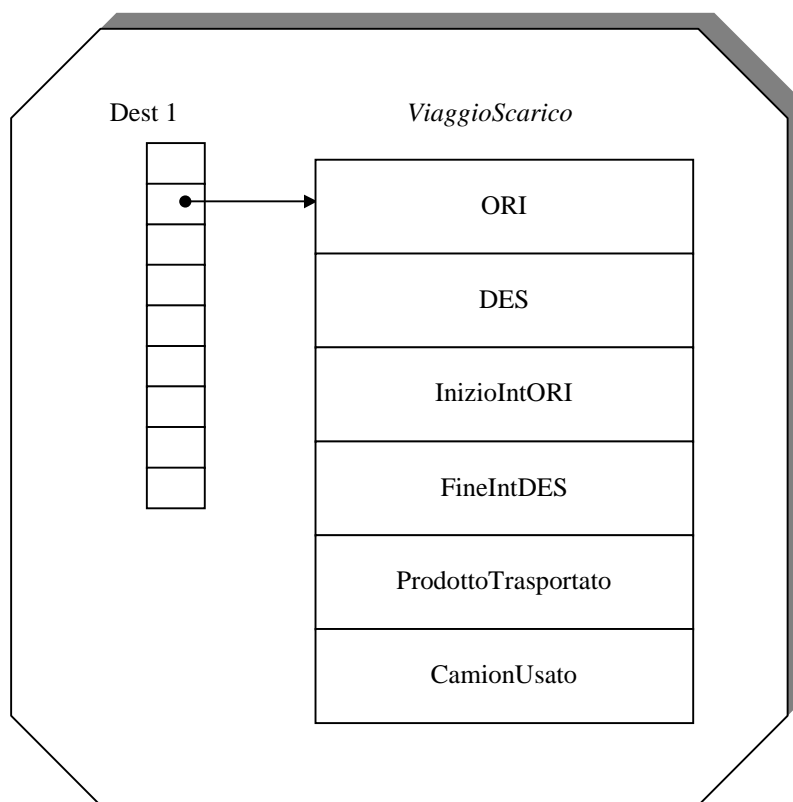 Dest 1
ViaggioScarico
ORI
DES
InizioIntORI
FineIntDES
ProdottoTrasportato
CamionUsato